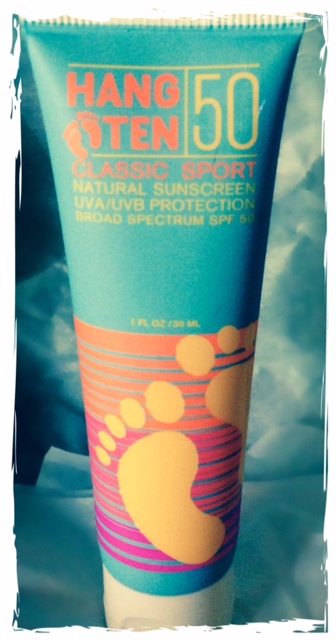 HANG
TEN
50
CLASSIC SPORT
NATURAL SUNSCREEN
UVA/UVB PROTECTION
BROAD SPECTRUM SPF 50
1 FL OZ / 30 ML